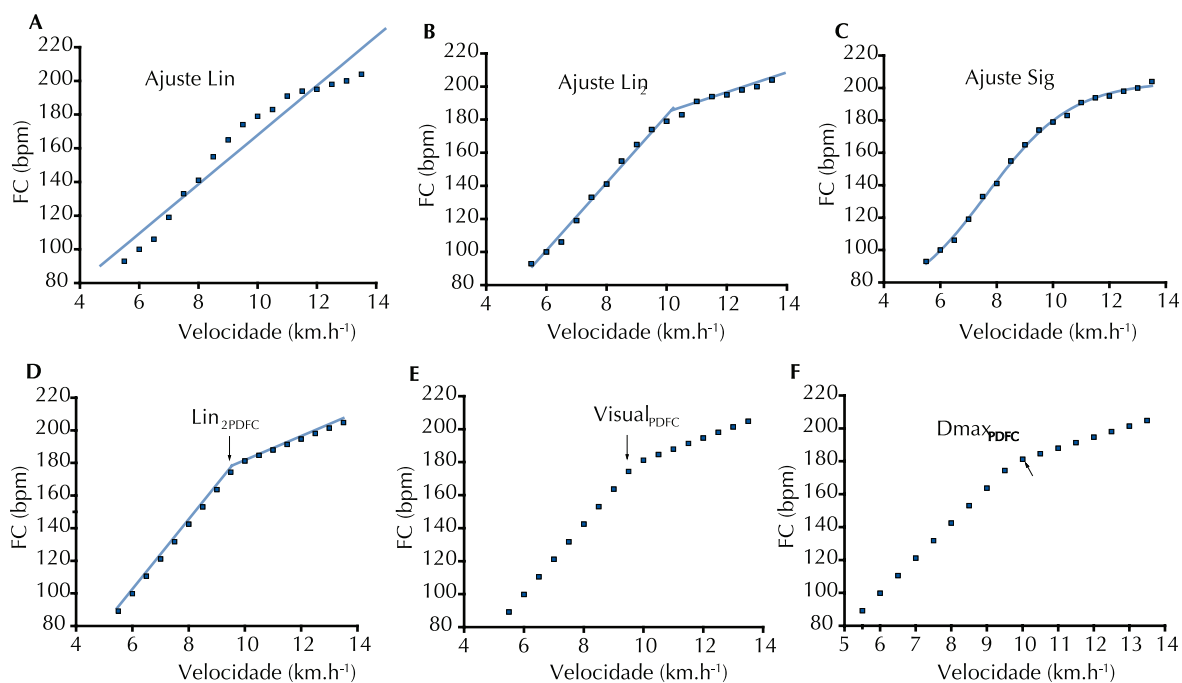 A
220
200
180
160
140
120
100
80
FC (bpm)
Ajuste Lin
4 6 8 10 12 14
Velocidade (km.h-1)
B
220
200
180
160
140
120
100
80
FC (bpm)
Ajuste Lin2
4 6 8 10 12 14
Velocidade (km.h-1)
C
220
200
180
160
140
120
100
80
FC (bpm)
Ajuste Sig
4 6 8 10 12 14
Velocidade (km.h-1)
D
220
200
180
160
140
120
100
80
FC (bpm)
Lin2PDFC
4 6 8 10 12 14
Velocidade (km.h-1)
E
220
200
180
160
140
120
100
80
FC (bpm)
VisualPDFC
4 6 8 10 12 14
Velocidade (km.h-1)
F
220
200
180
160
140
120
100
80
FC (bpm)
DmaxPDFC
5 5 6 7 8 9 10 11 12 13 14
Velocidade (km.h-1)